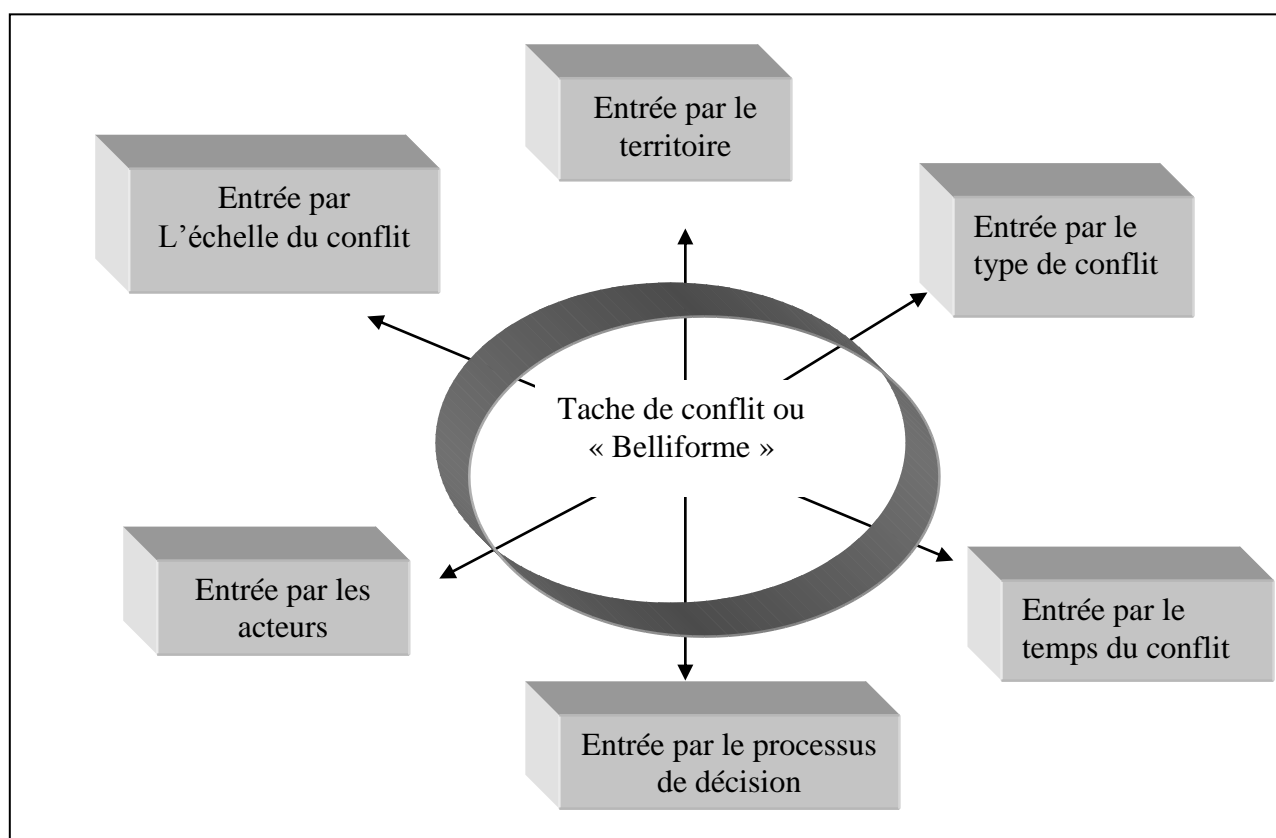 Entrée par le
territoire
Entrée par
L’échelle du conflit
Entrée par le
type de conflit
Tache de conflit ou
« Belliforme »
Entrée par les
acteurs
Entrée par le
temps du conflit
Entrée par le processus
de décision